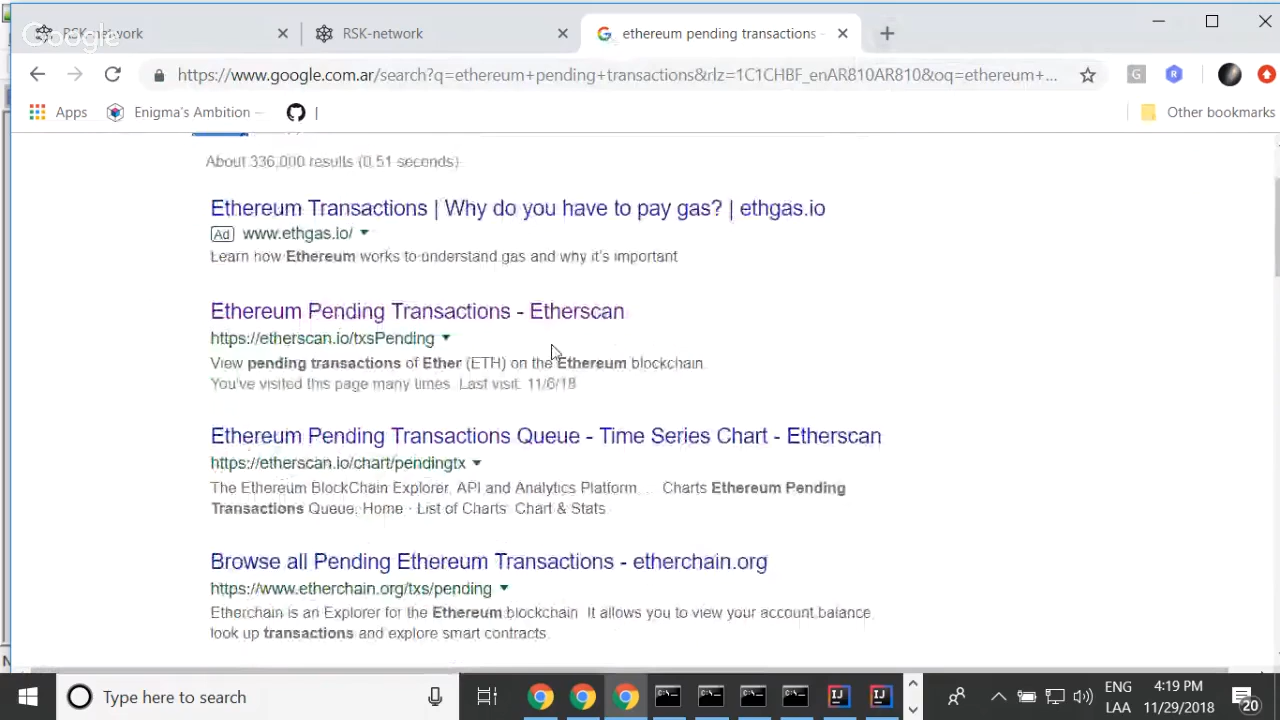 RSK-network
RSK-network
ethereum pending transactions -
Google
https://www.google.com.ar/search?q=ethereum+pending+transactions&rlz=1C1CHBF_enAR810AR810&oq=ethereum+...
Apps
Enigma's Ambition —
Other bookmarks
About 336,000 results (0.51 seconds)
Ethereum Transactions | Why do you have to pay gas? | ethgas.io
Ad www.ethgas.io/
Learn how Ethereum works to understand gas and why it's important
Ethereum Pending Transactions - Etherscan
https://etherscan.io/txsPending
View pending transactions of Ether (ETH) on the Ethereum blockchain.
You've visited this page many times. Last visit: 11/6/18
Ethereum Pending Transactions Queue - Time Series Chart - Etherscan
https://etherscan.io/chart/pendingtx
The Ethereum BlockChain Explorer, API and Analytics Platform ... Charts Ethereum Pending
Transactions Queue. Home · List of Charts Chart & Stats
Browse all Pending Ethereum Transactions - etherchain.org
https://www.etherchain.org/txs/pending
Etherchain is an Explorer for the Ethereum blockchain. It allows you to view your account balance,
look up transactions and explore smart contracts.
Type here to search
ENG
LAA
4:19 PM
11/29/2018
20